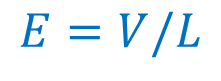 E = V/L